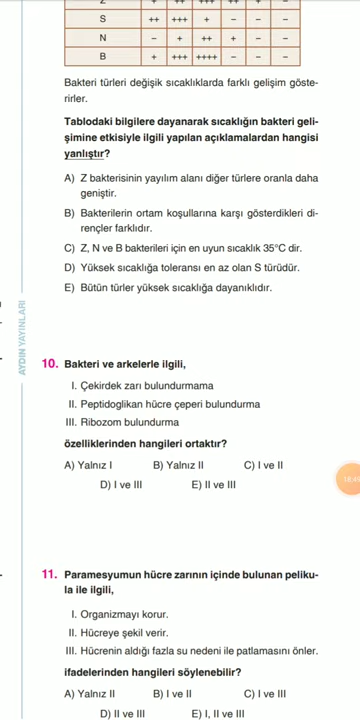 Z + ++ +++ ++ + –
S ++ +++ + – – –
N – + ++ + – –
B + +++ ++++ – – –
Bakteri türleri değişik sıcaklıklarda farklı gelişim göste-
rirler.
Tablodaki bilgilere dayanarak sıcaklığın bakteri geli-
şimine etkisiyle ilgili yapılan açıklamalardan hangisi
yanlıştır?
A) Z bakterisinin yayılım alanı diğer türlere oranla daha
geniştir.
B) Bakterilerin ortam koşullarına karşı gösterdikleri di-
rençler farklıdır.
C) Z, N ve B bakterileri için en uygun sıcaklık 35°C dir.
D) Yüksek sıcaklığa toleransı en az olan S türüdür.
E) Bütün türler yüksek sıcaklığa dayanıklıdır.
AYDIN YAYINLARI
10. Bakteri ve arkelerle ilgili,
I. Çekirdek zarı bulundurmama
II. Peptidoglikan hücre çeperi bulundurma
III. Ribozom bulundurma
özelliklerinden hangileri ortaktır?
A) Yalnız I B) Yalnız II C) I ve II
D) I ve III E) II ve III
11. Paramesyumun hücre zarının içinde bulunan peliku-
la ile ilgili,
I. Organizmayı korur.
II. Hücreye şekil verir.
III. Hücrenin aldığı fazla su nedeni ile patlamasını önler.
ifadelerinden hangileri söylenebilir?
A) Yalnız II B) I ve II C) I ve III
D) II ve III E) I, II ve III